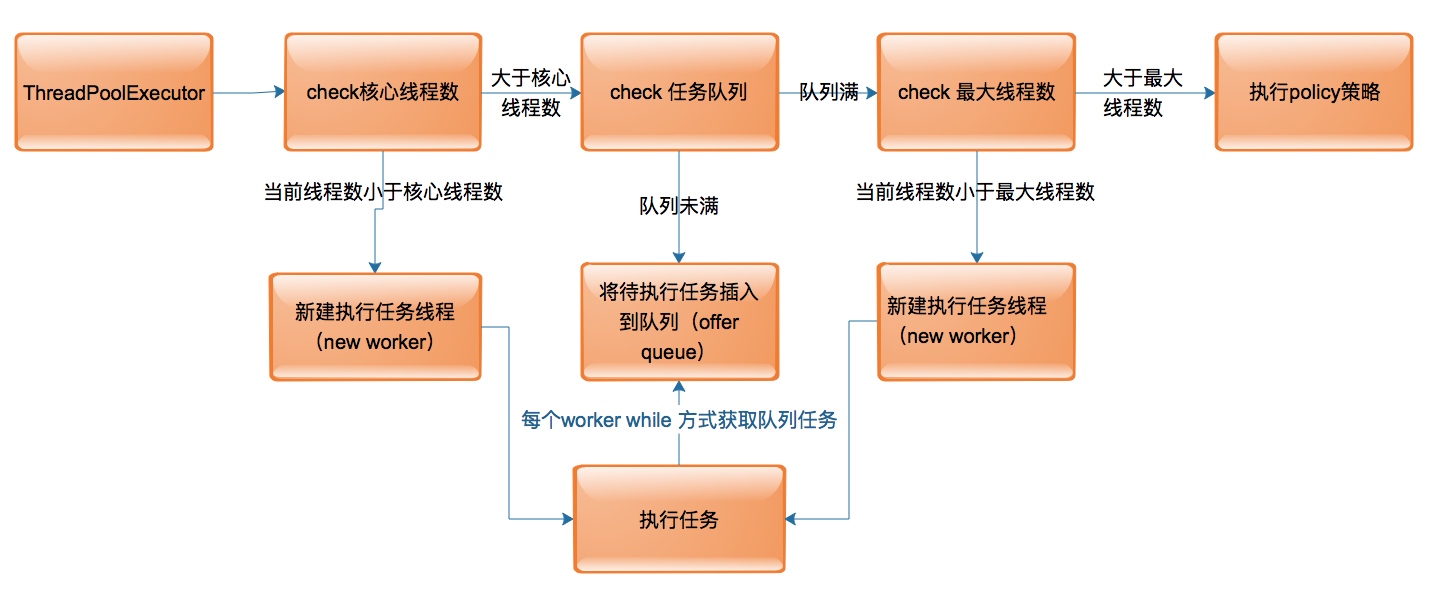 ThreadPoolExecutor
check核心线程数
大于核心
线程数
check 任务队列
队列满
check 最大线程数
大于最大
线程数
执行policy策略
当前线程数小于核心线程数
队列未满
当前线程数小于最大线程数
新建执行任务线程
（new worker）
将待执行任务插入
到队列（offer
queue）
新建执行任务线程
（new worker）
每个worker while 方式获取队列任务
执行任务